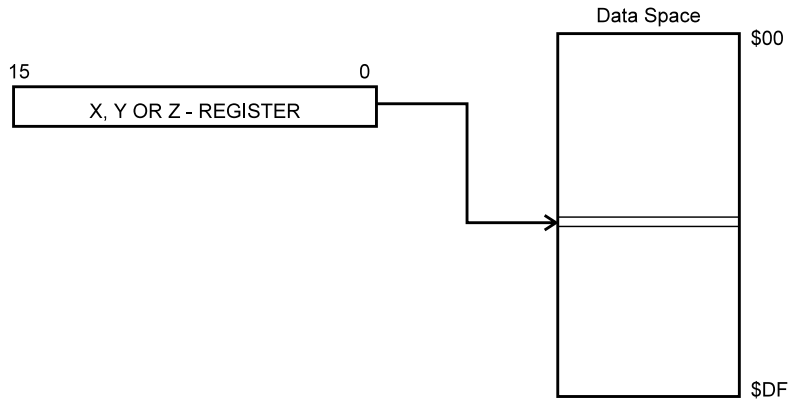 Data Space
$00
15 0
X, Y OR Z - REGISTER
$DF